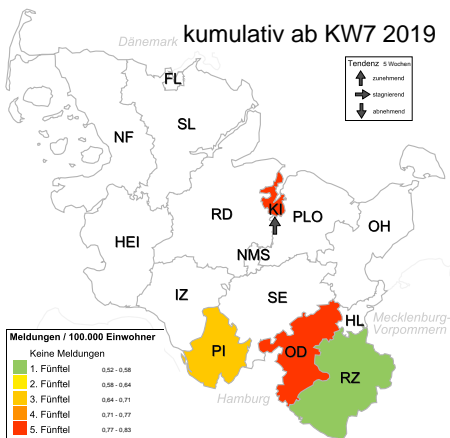 kumulativ ab KW7 2019
Dänemark
Tendenz 5 Wochen
zunehmend
stagnierend
abnehmend
FL
SL
NF
KI
RD
PLO
OH
HEI
NMS
IZ
SE
HL
Mecklenburg-
Vorpommern
PI
OD
RZ
Hamburg
Meldungen / 100.000 Einwohner
Keine Meldungen
1. Fünftel 0,52 - 0,58
2. Fünftel 0,58 - 0,64
3. Fünftel 0,64 - 0,71
4. Fünftel 0,71 - 0,77
5. Fünftel 0,77 - 0,83